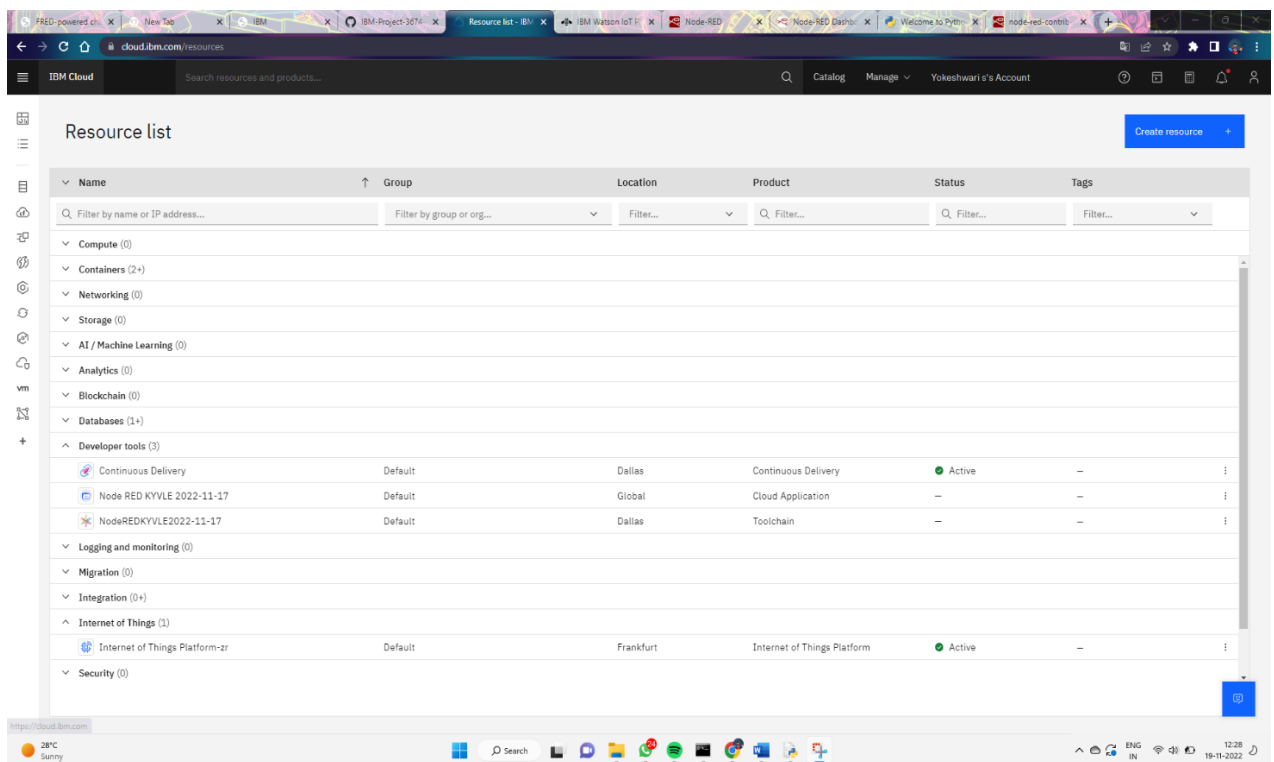 FRED-powered cr New Tab IBM IBM-Project-3674- Resource list - IBM IBM Watson IoT P Node-RED Node-RED Dashbo Welcome to Pytho node-red-contrib
cloud.ibm.com/resources
IBM Cloud Search resources and products... Catalog Manage Yokeshwari s's Account
Resource list
Create resource +
Name Group Location Product Status Tags
Filter by name or IP address... Filter by group or org... Filter... Filter... Filter... Filter...
Compute (0)
Containers (2+)
Networking (0)
Storage (0)
AI / Machine Learning (0)
Analytics (0)
vm
Blockchain (0)
Databases (1+)
Developer tools (3)
Continuous Delivery Default Dallas Continuous Delivery Active –
Node RED KYVLE 2022-11-17 Default Global Cloud Application – –
NodeREDKYVLE2022-11-17 Default Dallas Toolchain – –
Logging and monitoring (0)
Migration (0)
Integration (0+)
Internet of Things (1)
Internet of Things Platform-zr Default Frankfurt Internet of Things Platform Active –
Security (0)
https://cloud.ibm.com
28°C
Sunny
Search
ENG
IN
12:28
19-11-2022